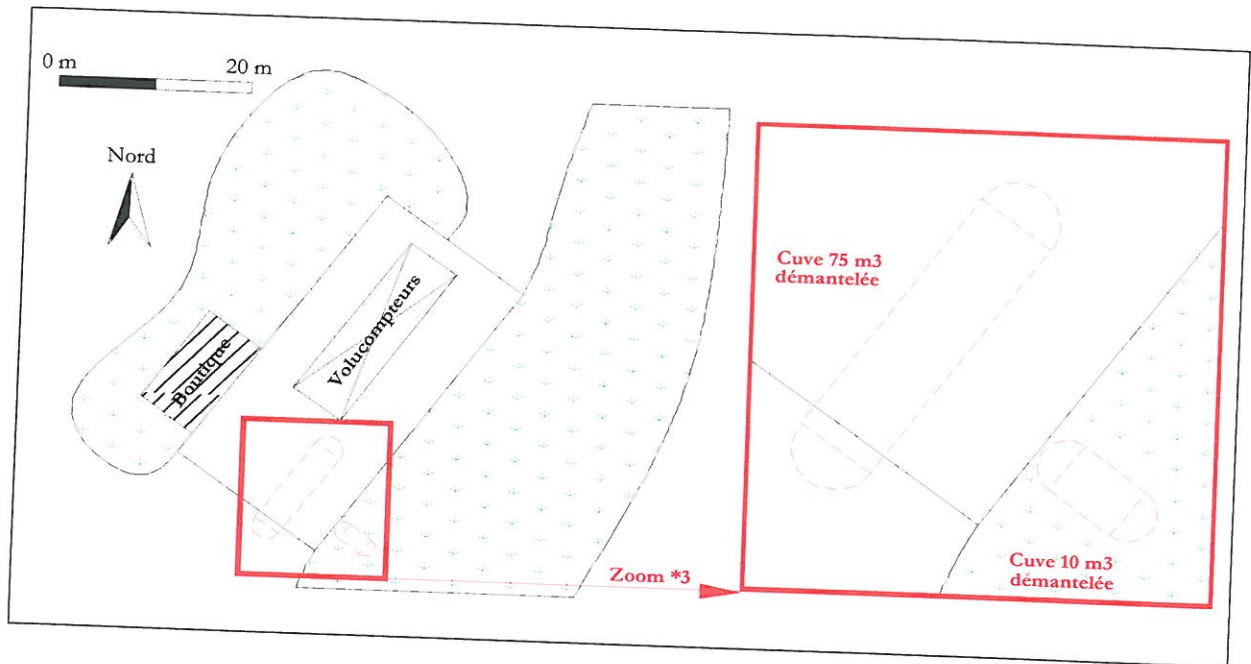 0 m 20 m
Nord
Boutique
Volucompteurs
Cuve 75 m3
démantelée
Cuve 10 m3
démantelée
Zoom *3